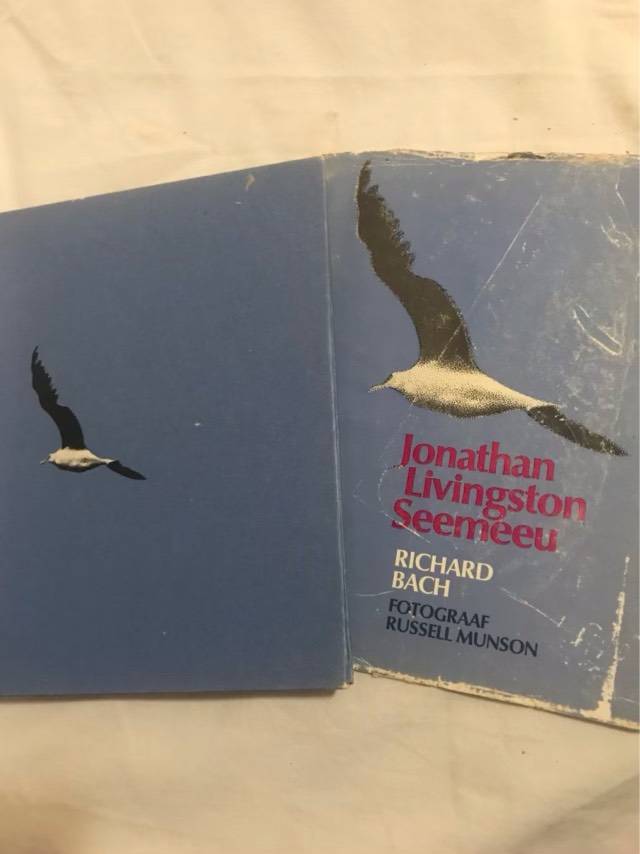 Jonathan
Livingston
Seemeeu
RICHARD
BACH
FOTOGRAAF
RUSSELL MUNSON